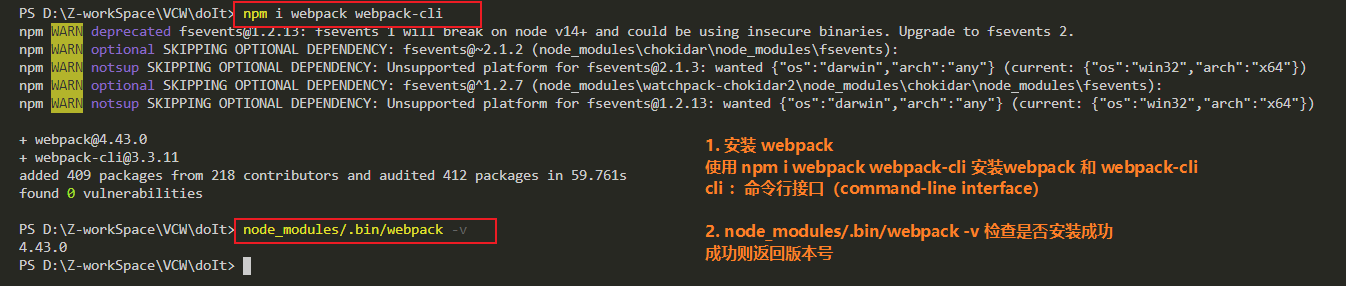 PS D:\Z-workSpace\VCW\doIt> npm i webpack webpack-cli
npm WARN deprecated fsevents@1.2.13: fsevents 1 will break on node v14+ and could be using insecure binaries. Upgrade to fsevents 2.
npm WARN optional SKIPPING OPTIONAL DEPENDENCY: fsevents@~2.1.2 (node_modules\chokidar\node_modules\fsevents):
npm WARN notsup SKIPPING OPTIONAL DEPENDENCY: Unsupported platform for fsevents@2.1.3: wanted {"os":"darwin","arch":"any"} (current: {"os":"win32","arch":"x64"})
npm WARN optional SKIPPING OPTIONAL DEPENDENCY: fsevents@^1.2.7 (node_modules\watchpack-chokidar2\node_modules\chokidar\node_modules\fsevents):
npm WARN notsup SKIPPING OPTIONAL DEPENDENCY: Unsupported platform for fsevents@1.2.13: wanted {"os":"darwin","arch":"any"} (current: {"os":"win32","arch":"x64"})
+ webpack@4.43.0
+ webpack-cli@3.3.11
added 409 packages from 218 contributors and audited 412 packages in 59.761s
found 0 vulnerabilities
PS D:\Z-workSpace\VCW\doIt> node_modules/.bin/webpack -v
4.43.0
PS D:\Z-workSpace\VCW\doIt>
1. 安装 webpack
使用 npm i webpack webpack-cli 安装webpack 和 webpack-cli
cli ：命令行接口（command-line interface）
2. node_modules/.bin/webpack -v 检查是否安装成功
成功则返回版本号